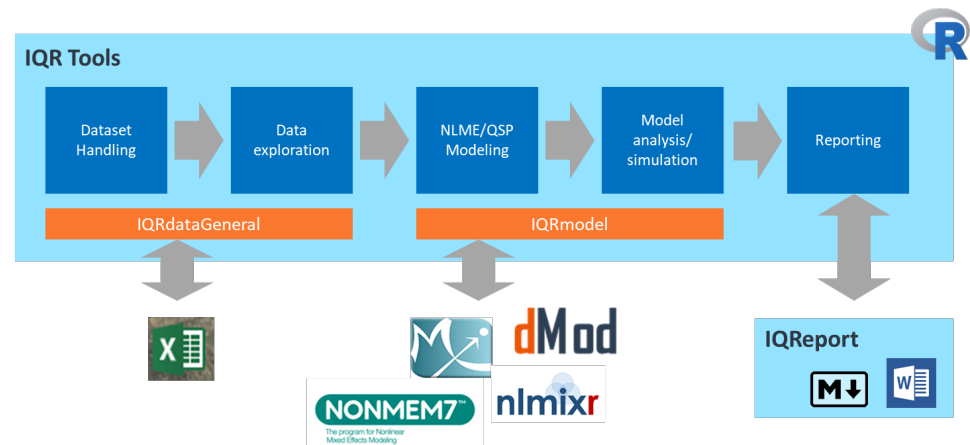 R
IQR Tools
Dataset
Handling
Data
exploration
NLME/QSP
Modeling
Model
analysis/
simulation
Reporting
IQRdataGeneral
IQRmodel
X
M
dMod
NONMEM7™
The program for Nonlinear
Mixed Effects Modeling
nlmixr
IQReport
M
W